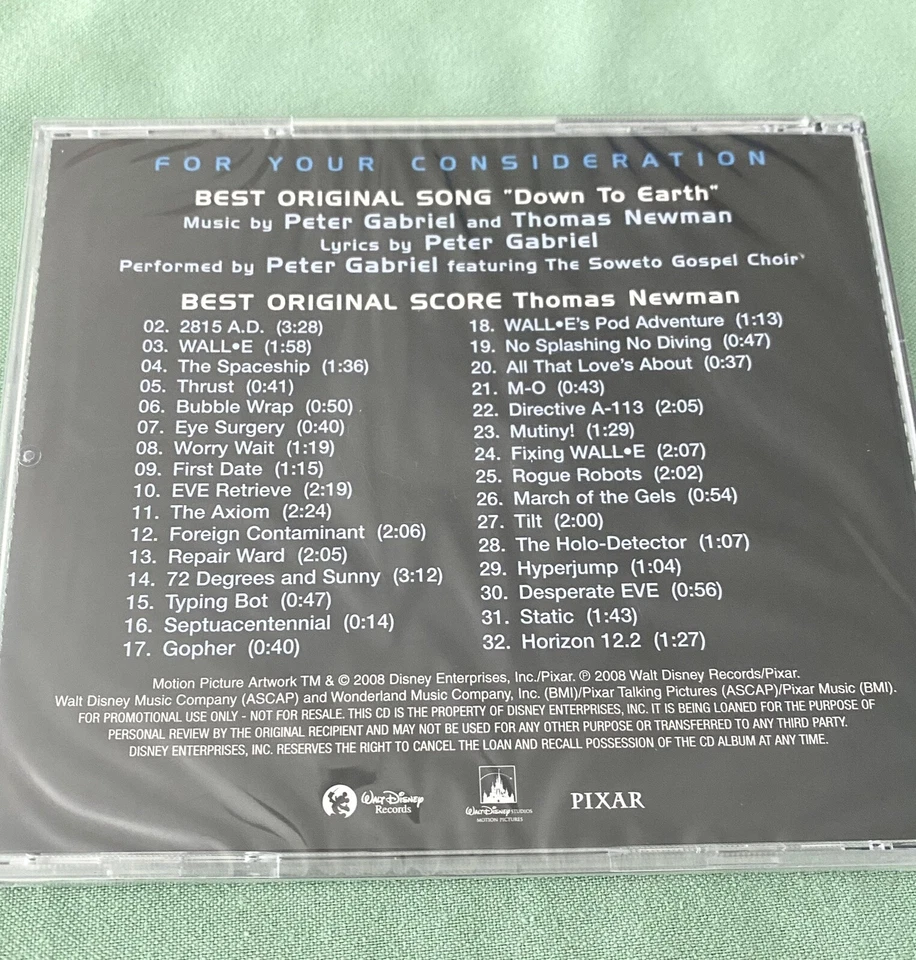 FOR YOUR CONSIDERATION
BEST ORIGINAL SONG "Down To Earth"
Music by Peter Gabriel and Thomas Newman
Lyrics by Peter Gabriel
Performed by Peter Gabriel featuring The Soweto Gospel Choir
BEST ORIGINAL SCORE Thomas Newman
02. 2815 A.D. (3:28)
03. WALL•E (1:58)
04. The Spaceship (1:36)
05. Thrust (0:41)
06. Bubble Wrap (0:50)
07. Eye Surgery (0:40)
08. Worry Wait (1:19)
09. First Date (1:15)
10. EVE Retrieve (2:19)
11. The Axiom (2:24)
12. Foreign Contaminant (2:06)
13. Repair Ward (2:05)
14. 72 Degrees and Sunny (3:12)
15. Typing Bot (0:47)
16. Septuacentennial (0:14)
17. Gopher (0:40)
18. WALL•E's Pod Adventure (1:13)
19. No Splashing No Diving (0:47)
20. All That Love's About (0:37)
21. M-O (0:43)
22. Directive A-113 (2:05)
23. Mutiny! (1:29)
24. Fixing WALL•E (2:07)
25. Rogue Robots (2:02)
26. March of the Gels (0:54)
27. Tilt (2:00)
28. The Holo-Detector (1:07)
29. Hyperjump (1:04)
30. Desperate EVE (0:56)
31. Static (1:43)
32. Horizon 12.2 (1:27)
Motion Picture Artwork TM & © 2008 Disney Enterprises, Inc./Pixar. ℗ 2008 Walt Disney Records/Pixar.
Walt Disney Music Company (ASCAP) and Wonderland Music Company, Inc. (BMI)/Pixar Talking Pictures (ASCAP)/Pixar Music (BMI).
FOR PROMOTIONAL USE ONLY - NOT FOR RESALE. THIS CD IS THE PROPERTY OF DISNEY ENTERPRISES, INC. IT IS BEING LOANED FOR THE PURPOSE OF
PERSONAL REVIEW BY THE ORIGINAL RECIPIENT AND MAY NOT BE USED FOR ANY OTHER PURPOSE OR TRANSFERRED TO ANY THIRD PARTY.
DISNEY ENTERPRISES, INC. RESERVES THE RIGHT TO CANCEL THE LOAN AND RECALL POSSESSION OF THE CD ALBUM AT ANY TIME.
WALT DISNEY
Records
WALT DISNEY STUDIOS
MOTION PICTURES
PIXAR